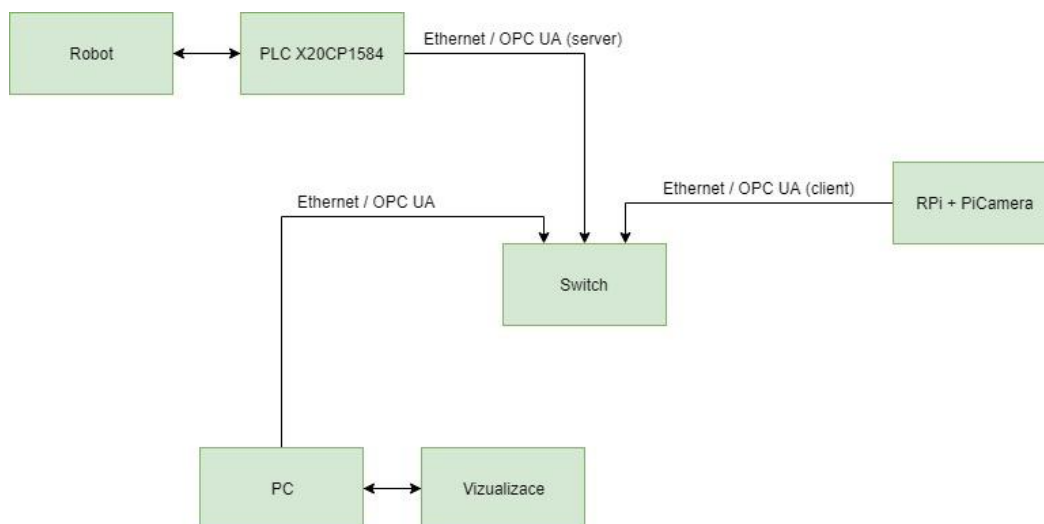 Robot
PLC X20CP1584
Ethernet / OPC UA (server)
Ethernet / OPC UA (client)
RPi + PiCamera
Ethernet / OPC UA
Switch
PC
Vizualizace